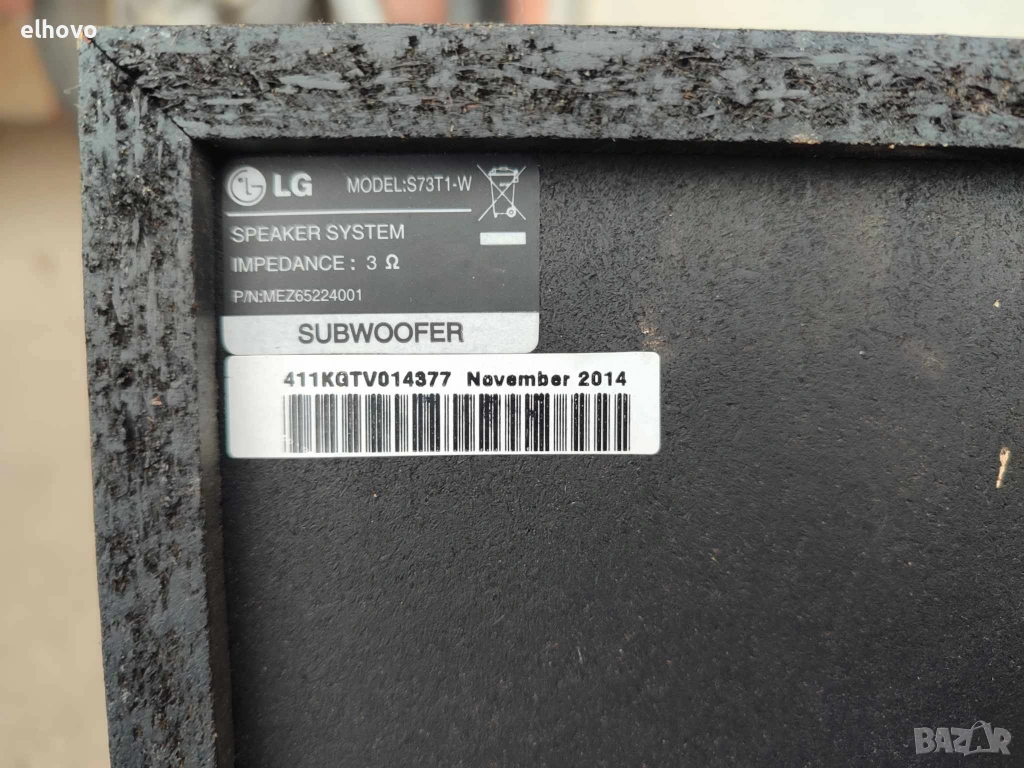 elhovo
LG MODEL:S73T1-W
SPEAKER SYSTEM
IMPEDANCE : 3 Ω
P/N:MEZ65224001
SUBWOOFER
411KGTV014377 November 2014
BAZAR